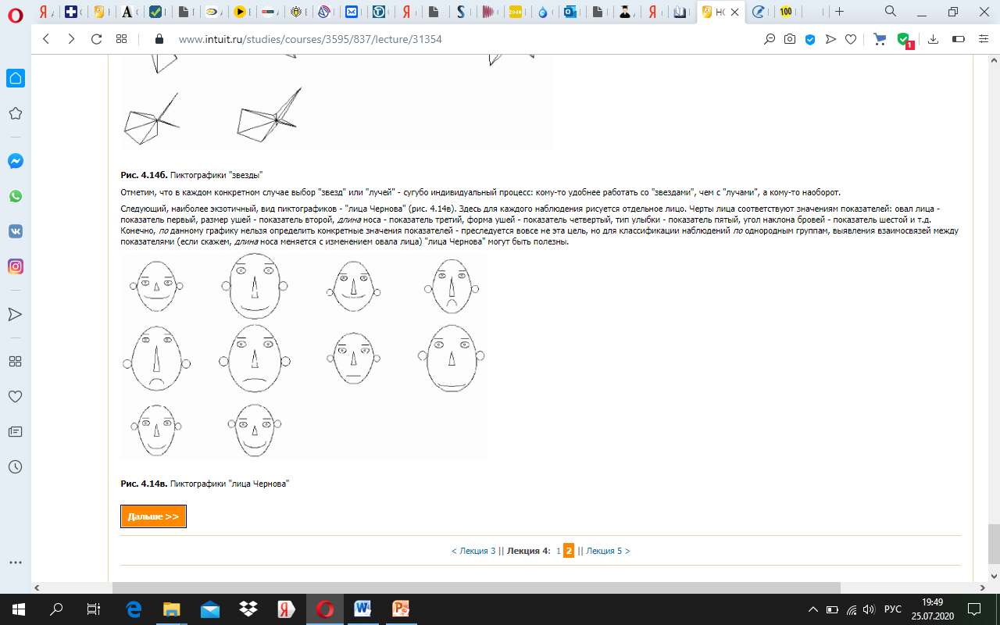 www.intuit.ru/studies/courses/3595/837/lecture/31354
1
Рис. 4.14б. Пиктографики "звезды"
Отметим, что в каждом конкретном случае выбор "звезд" или "лучей" - сугубо индивидуальный процесс: кому-то удобнее работать со "звездами", чем с "лучами", а кому-то наоборот.
Следующий, наиболее экзотичный, вид пиктографиков - "лица Чернова" (рис. 4.14в). Здесь для каждого наблюдения рисуется отдельное лицо. Черты лица соответствуют значениям показателей: овал лица -
показатель первый, размер ушей - показатель второй, длина носа - показатель третий, форма ушей - показатель четвертый, тип улыбки - показатель пятый, угол наклона бровей - показатель шестой и т.д.
Конечно, по данному графику нельзя определить конкретные значения показателей - преследуется вовсе не эта цель, но для классификации наблюдений по однородным группам, выявления взаимосвязей между
показателями (если скажем, длина носа меняется с изменением овала лица) "лица Чернова" могут быть полезны.
Рис. 4.14в. Пиктографики "лица Чернова"
Дальше >>
< Лекция 3 || Лекция 4: 1 2 || Лекция 5 >
РУС
19:49
25.07.2020